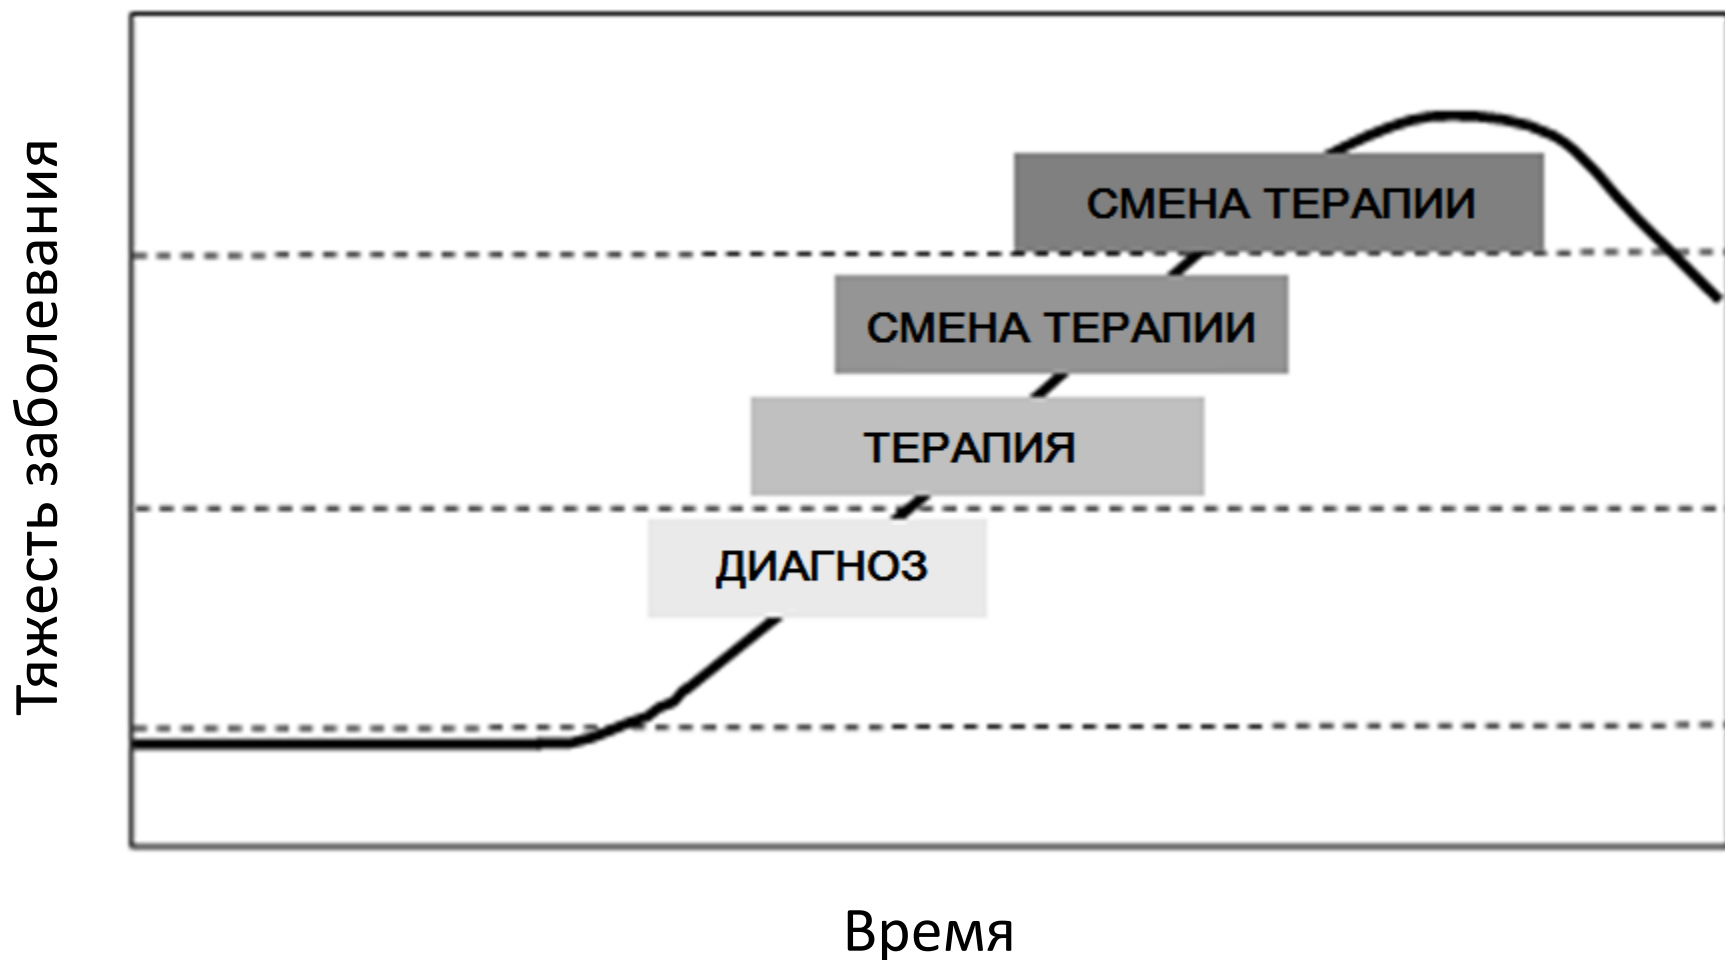 Тяжесть заболевания
СМЕНА ТЕРАПИИ
СМЕНА ТЕРАПИИ
ТЕРАПИЯ
ДИАГНОЗ
Время